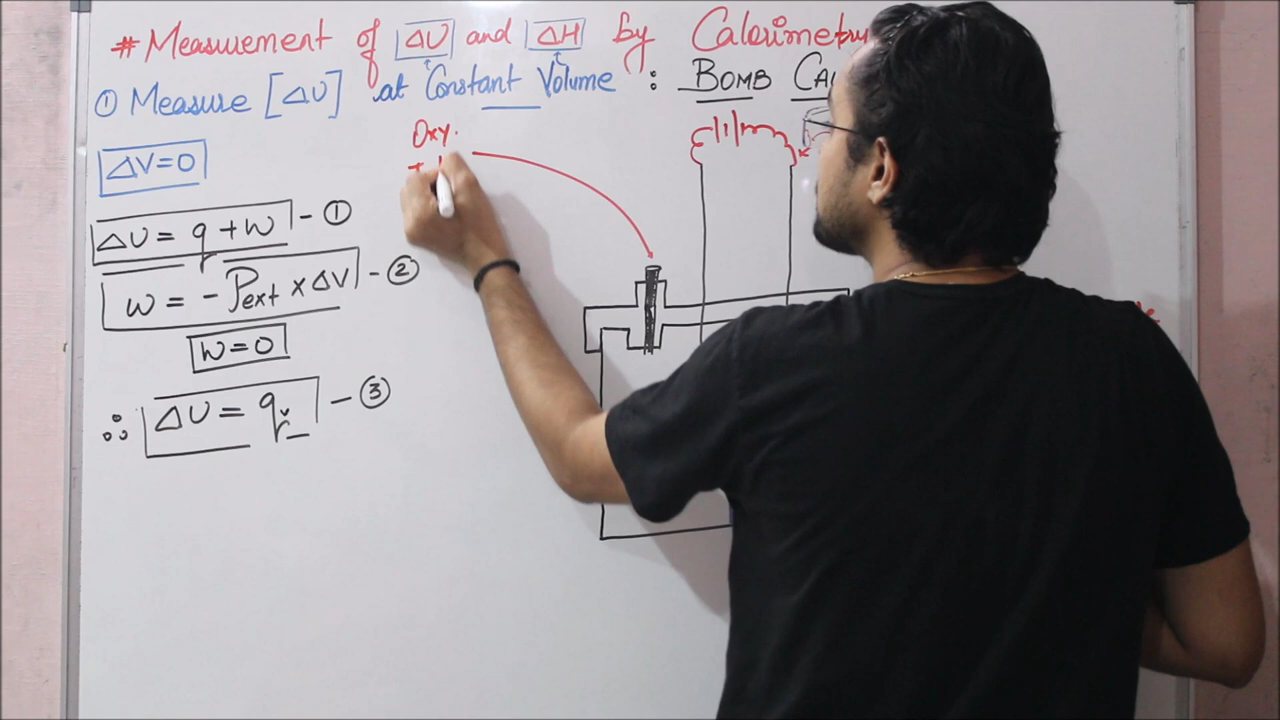 # Measurement of ΔU and ΔH by Calorimetry
① Measure [ΔU] at Constant Volume : BOMB CA
ΔV=0
Oxy.
ΔU = q + W - ①
W = - Pext × ΔV - ②
W = 0
∴ ΔU = qv - ③